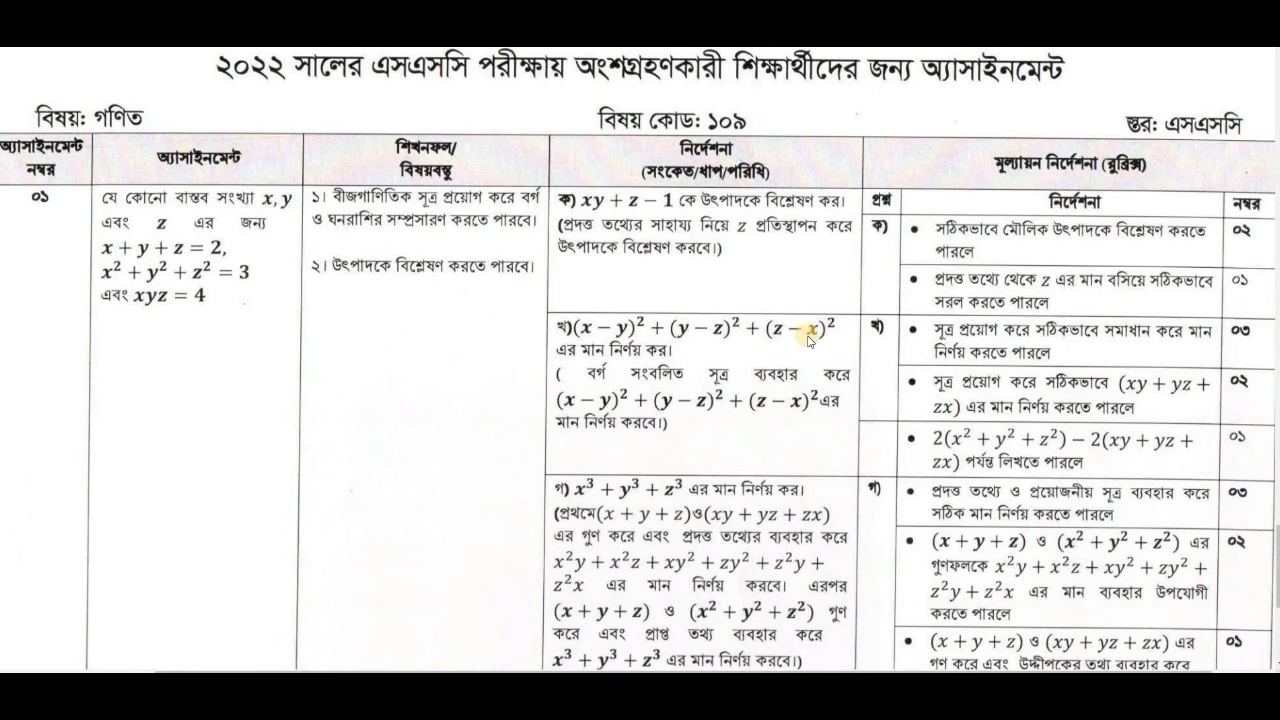 ২০২২ সালের এসএসসি পরীক্ষায় অংশগ্রহণকারী শিক্ষার্থীদের জন্য অ্যাসাইনমেন্ট
বিষয়: গণিত
বিষয় কোড: ১০৯
স্তর: এসএসসি
অ্যাসাইনমেন্ট
নম্বর
অ্যাসাইনমেন্ট
শিখনফল/
বিষয়বস্তু
নির্দেশনা
(সংকেত/ধাপ/পরিধি)
মূল্যায়ন নির্দেশনা (রুব্রিক্স)
০১
যে কোনো বাস্তব সংখ্যা x, y
এবং z এর জন্য
x + y + z = 2,
x² + y² + z² = 3
এবং xyz = 4
১। বীজগাণিতিক সূত্র প্রয়োগ করে বর্গ
ও ঘনরাশির সম্প্রসারণ করতে পারবে।
২। উৎপাদকে বিশ্লেষণ করতে পারবে।
ক) xy + z − 1 কে উৎপাদকে বিশ্লেষণ কর।
(প্রদত্ত তথ্যের সাহায্য নিয়ে z প্রতিস্থাপন করে
উৎপাদকে বিশ্লেষণ করবে।)
প্রশ্ন
নির্দেশনা
নম্বর
ক)
• সঠিকভাবে মৌলিক উৎপাদকে বিশ্লেষণ করতে
পারলে
০২
• প্রদত্ত তথ্যে থেকে z এর মান বসিয়ে সঠিকভাবে
সরল করতে পারলে
০১
খ)(x − y)² + (y − z)² + (z − x)²
এর মান নির্ণয় কর।
( বর্গ সংবলিত সূত্র ব্যবহার করে
(x − y)² + (y − z)² + (z − x)²এর
মান নির্ণয় করবে।)
খ)
• সূত্র প্রয়োগ করে সঠিকভাবে সমাধান করে মান
নির্ণয় করতে পারলে
০৩
• সূত্র প্রয়োগ করে সঠিকভাবে (xy + yz +
zx) এর মান নির্ণয় করতে পারলে
০২
• 2(x² + y² + z²) − 2(xy + yz +
zx) পর্যন্ত লিখতে পারলে
০১
গ) x³ + y³ + z³ এর মান নির্ণয় কর।
(প্রথমে(x + y + z)ও(xy + yz + zx)
এর গুণ করে এবং প্রদত্ত তথ্যের ব্যবহার করে
x²y + x²z + xy² + zy² + z²y +
z²x এর মান নির্ণয় করবে। এরপর
(x + y + z) ও (x² + y² + z²) গুণ
করে এবং প্রাপ্ত তথ্য ব্যবহার করে
x³ + y³ + z³ এর মান নির্ণয় করবে।)
গ)
• প্রদত্ত তথ্যে ও প্রয়োজনীয় সূত্র ব্যবহার করে
সঠিক মান নির্ণয় করতে পারলে
০৩
• (x + y + z) ও (x² + y² + z²) এর
গুণফলকে x²y + x²z + xy² + zy² +
z²y + z²x এর মান ব্যবহার উপযোগী
করতে পারলে
০২
• (x + y + z) ও (xy + yz + zx) এর
গুণ করে এবং উদ্দীপকের তথ্য ব্যবহার করে
০১